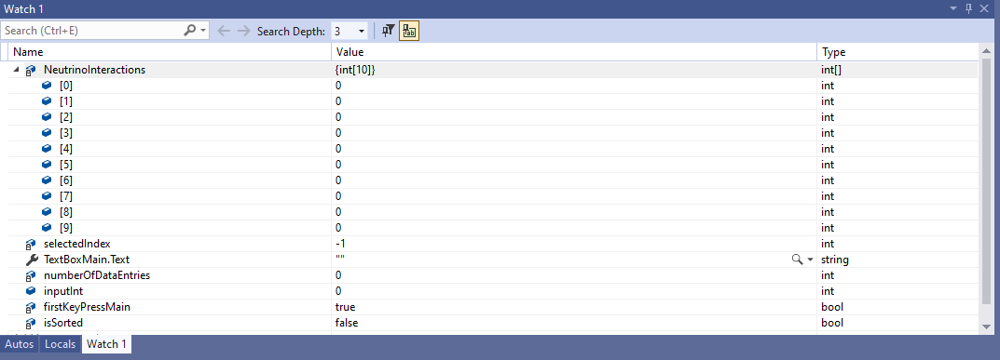 Watch 1
Search (Ctrl+E) Search Depth: 3
Name Value Type
NeutrinoInteractions {int[10]} int[]
[0] 0 int
[1] 0 int
[2] 0 int
[3] 0 int
[4] 0 int
[5] 0 int
[6] 0 int
[7] 0 int
[8] 0 int
[9] 0 int
selectedIndex -1 int
TextBoxMain.Text "" string
numberOfDataEntries 0 int
inputInt 0 int
firstKeyPressMain true bool
isSorted false bool
Autos Locals Watch 1